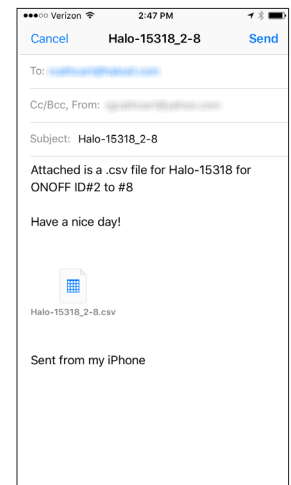 Verizon 2:47 PM
Cancel Halo-15318_2-8 Send
To:
Cc/Bcc, From:
Subject: Halo-15318_2-8
Attached is a .csv file for Halo-15318 for
ONOFF ID#2 to #8
Have a nice day!
Halo-15318_2-8.csv
Sent from my iPhone